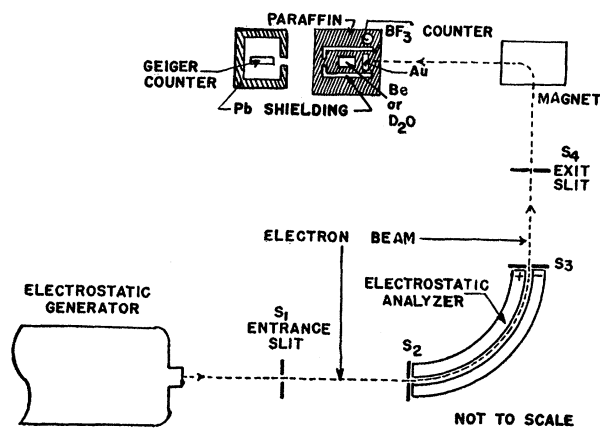 PARAFFIN
BF3 COUNTER
GEIGER
COUNTER
Au
Be
or
D2O
Pb SHIELDING
MAGNET
S4
EXIT
SLIT
ELECTRON BEAM
S3
+ −
ELECTROSTATIC
ANALYZER
ELECTROSTATIC
GENERATOR
S1
ENTRANCE
SLIT
S2
NOT TO SCALE